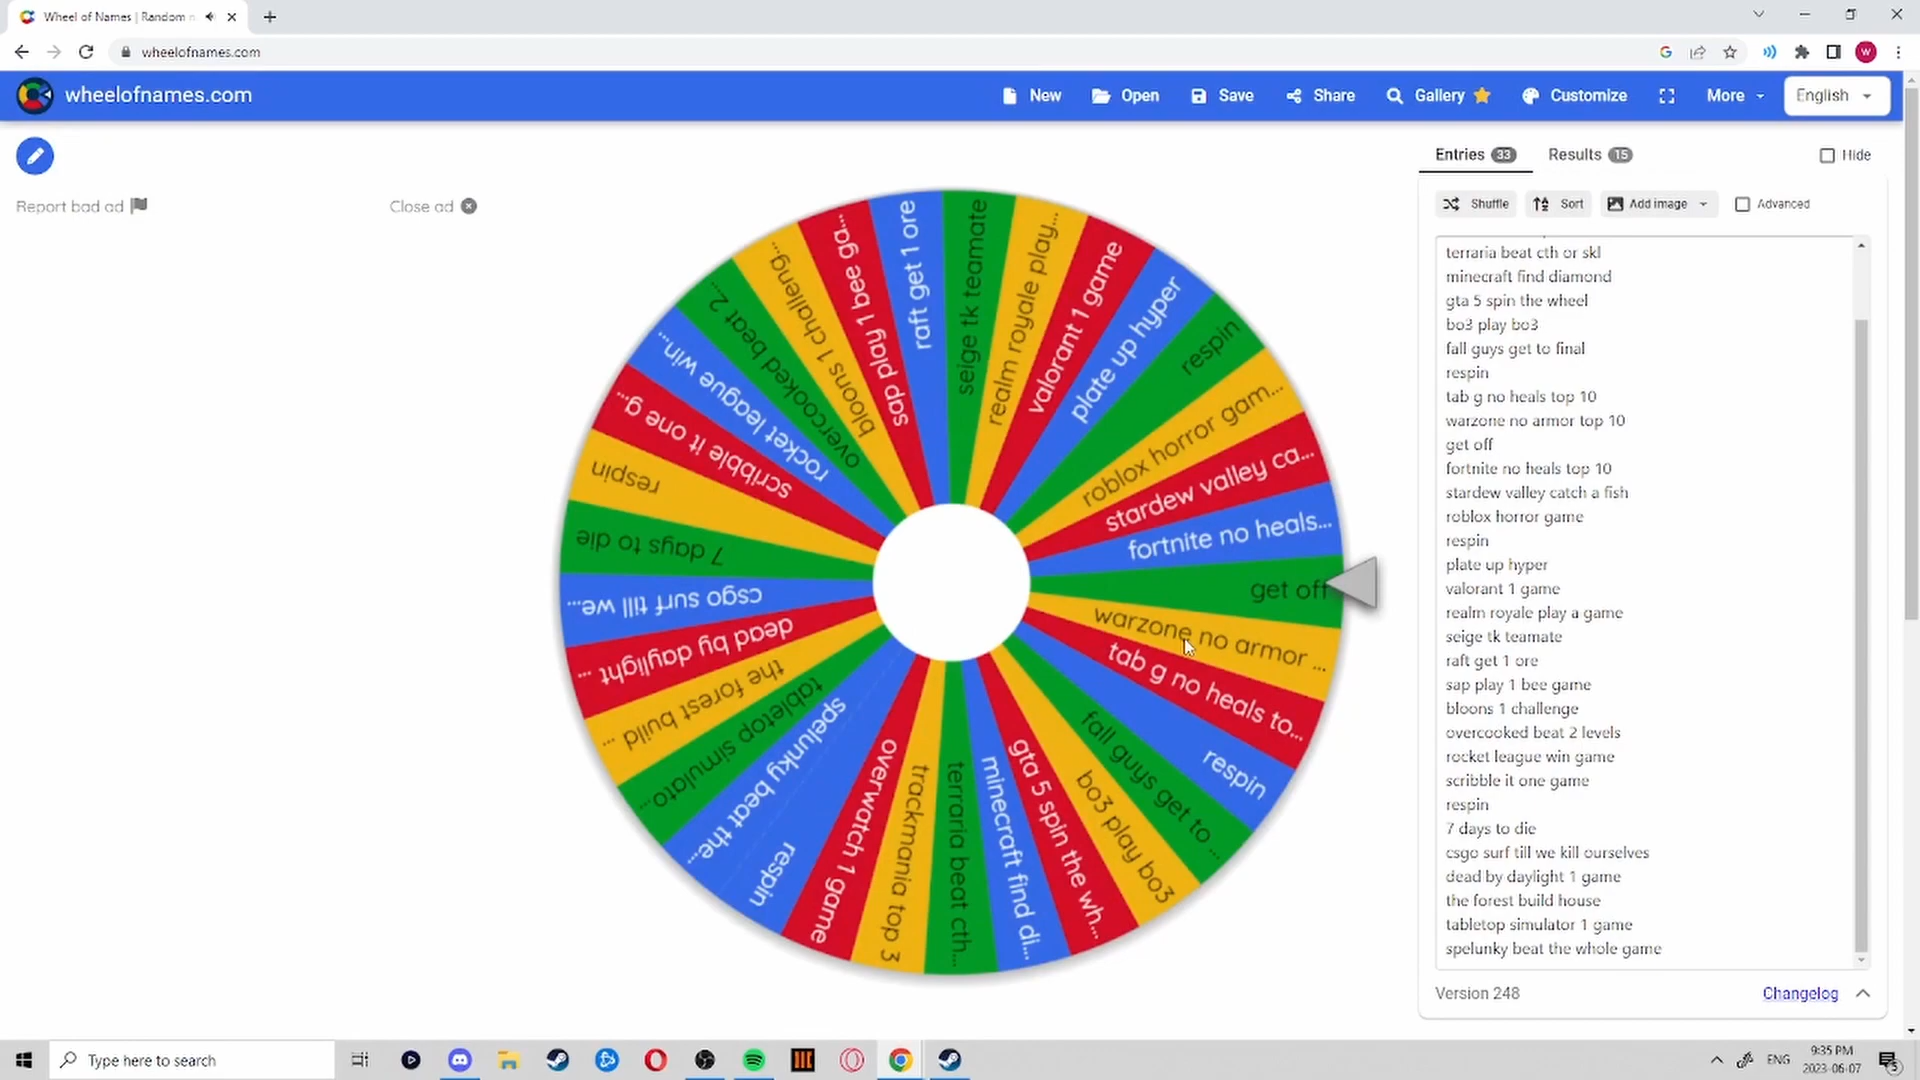 Wheel of Names | Random n
wheelofnames.com
wheelofnames.com
New
Open
Save
Share
Gallery
Customize
More
English
Report bad ad
Close ad
Entries 33
Results 15
Hide
Shuffle
Sort
Add image
Advanced
terraria beat cth or skl
minecraft find diamond
gta 5 spin the wheel
bo3 play bo3
fall guys get to final
respin
tab g no heals top 10
warzone no armor top 10
get off
fortnite no heals top 10
stardew valley catch a fish
roblox horror game
respin
plate up hyper
valorant 1 game
realm royale play a game
seige tk teamate
raft get 1 ore
sap play 1 bee game
bloons 1 challenge
overcooked beat 2 levels
rocket league win game
scribble it one game
respin
7 days to die
csgo surf till we kill ourselves
dead by daylight 1 game
the forest build house
tabletop simulator 1 game
spelunky beat the whole game
Version 248
Changelog
seige tk teamate
realm royale play...
valorant 1 game
plate up hyper
respin
roblox horror gam...
stardew valley ca...
fortnite no heals...
get off
warzone no armor ...
tab g no heals to...
respin
fall guys get to ...
bo3 play bo3
gta 5 spin the wh...
minecraft find di...
terraria beat cth...
trackmania top 3
overwatch 1 game
respin
spelunky beat the...
tabletop simulato...
the forest build ...
dead by daylight ...
csgo surf till we...
7 days to die
respin
scribble it one g...
rocket league win...
overcooked beat 2...
bloons 1 challeng...
sap play 1 bee ga...
raft get 1 ore
Type here to search
ENG
9:35 PM
2023-06-07
5